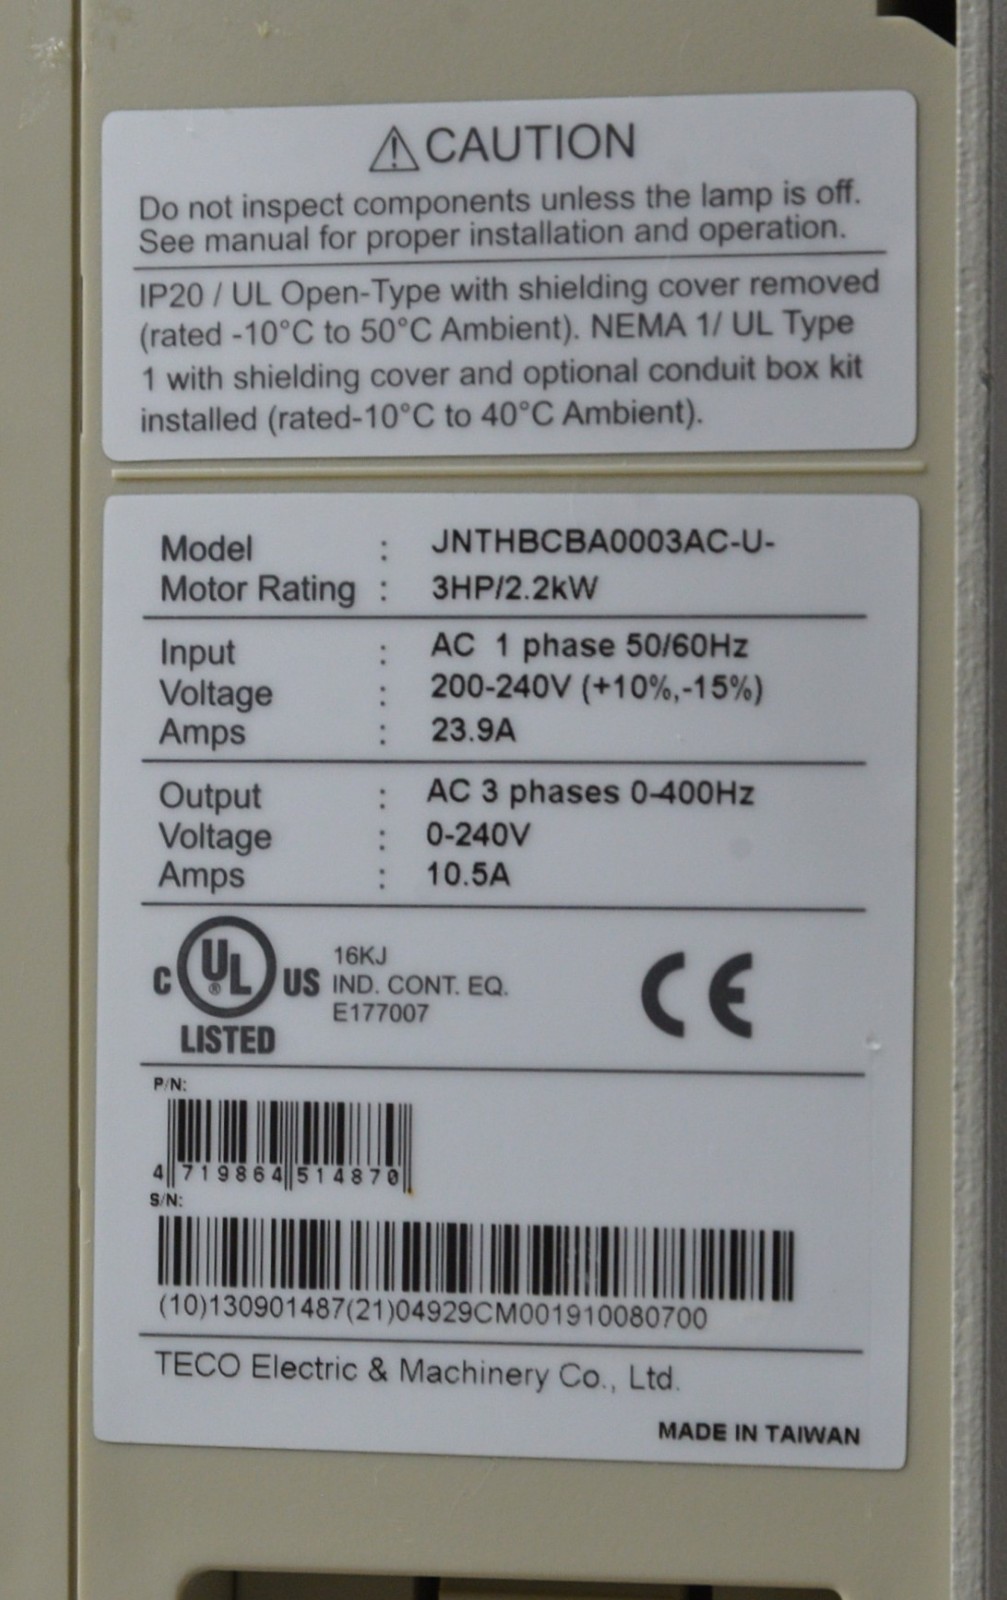 CAUTION
Do not inspect components unless the lamp is off.
See manual for proper installation and operation.
IP20 / UL Open-Type with shielding cover removed
(rated -10°C to 50°C Ambient). NEMA 1/ UL Type
1 with shielding cover and optional conduit box kit
installed (rated-10°C to 40°C Ambient).
Model : JNTHBCBA0003AC-U-
Motor Rating : 3HP/2.2kW
Input : AC 1 phase 50/60Hz
Voltage : 200-240V (+10%,-15%)
Amps : 23.9A
Output : AC 3 phases 0-400Hz
Voltage : 0-240V
Amps : 10.5A
C UL ® US LISTED
16KJ
IND. CONT. EQ.
E177007
CE
P/N:
4 719864 514870
S/N:
(10)130901487(21)04929CM001910080700
TECO Electric & Machinery Co., Ltd.
MADE IN TAIWAN